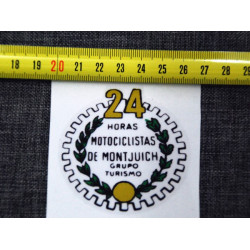 18 19 20 21 22 23 24 25 26 27 28 29
24
HORAS
MOTOCICLISTAS
DE MONTJUICH
GRUPO
TURISMO